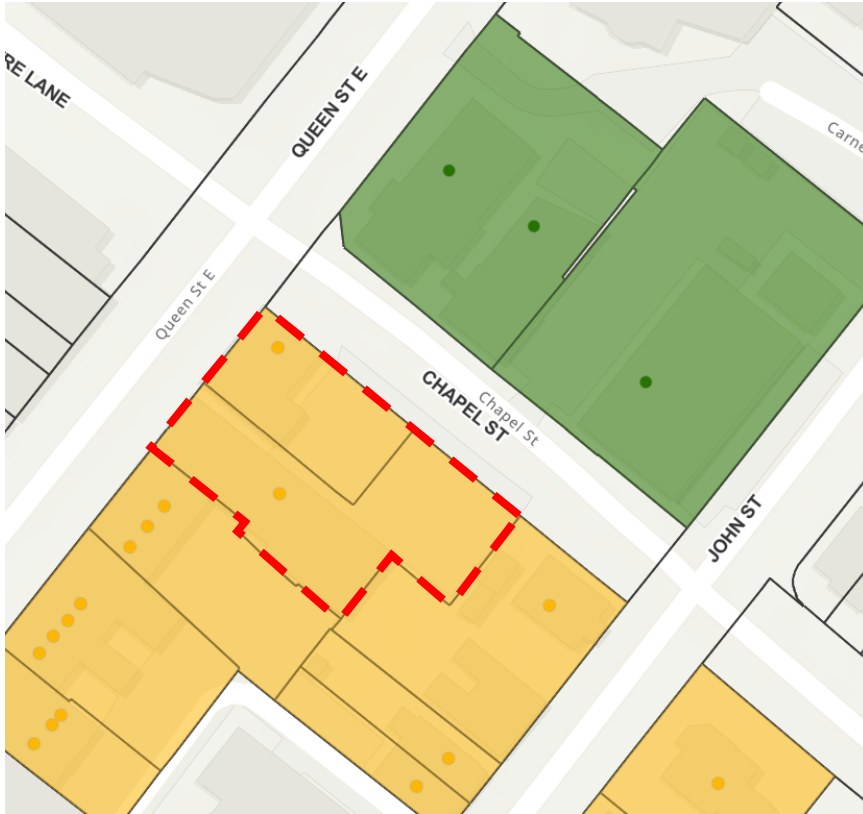 RE LANE
QUEEN ST E
Carne
Queen St E
CHAPEL ST
Chapel St
JOHN ST